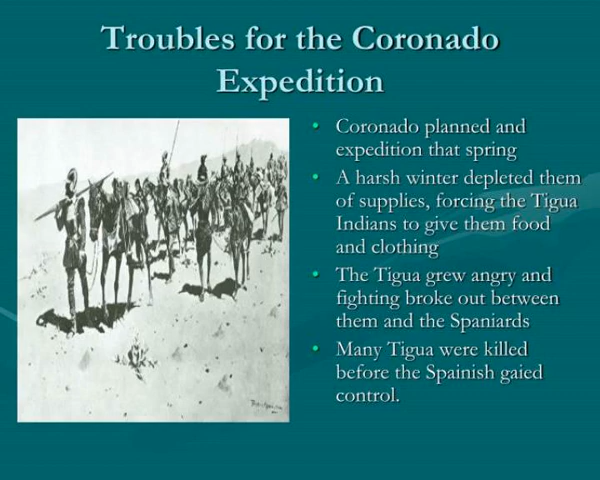 Troubles for the Coronado
Expedition
• Coronado planned and
expedition that spring
• A harsh winter depleted them
of supplies, forcing the Tigua
Indians to give them food
and clothing
• The Tigua grew angry and
fighting broke out between
them and the Spaniards
• Many Tigua were killed
before the Spainish gaied
control.